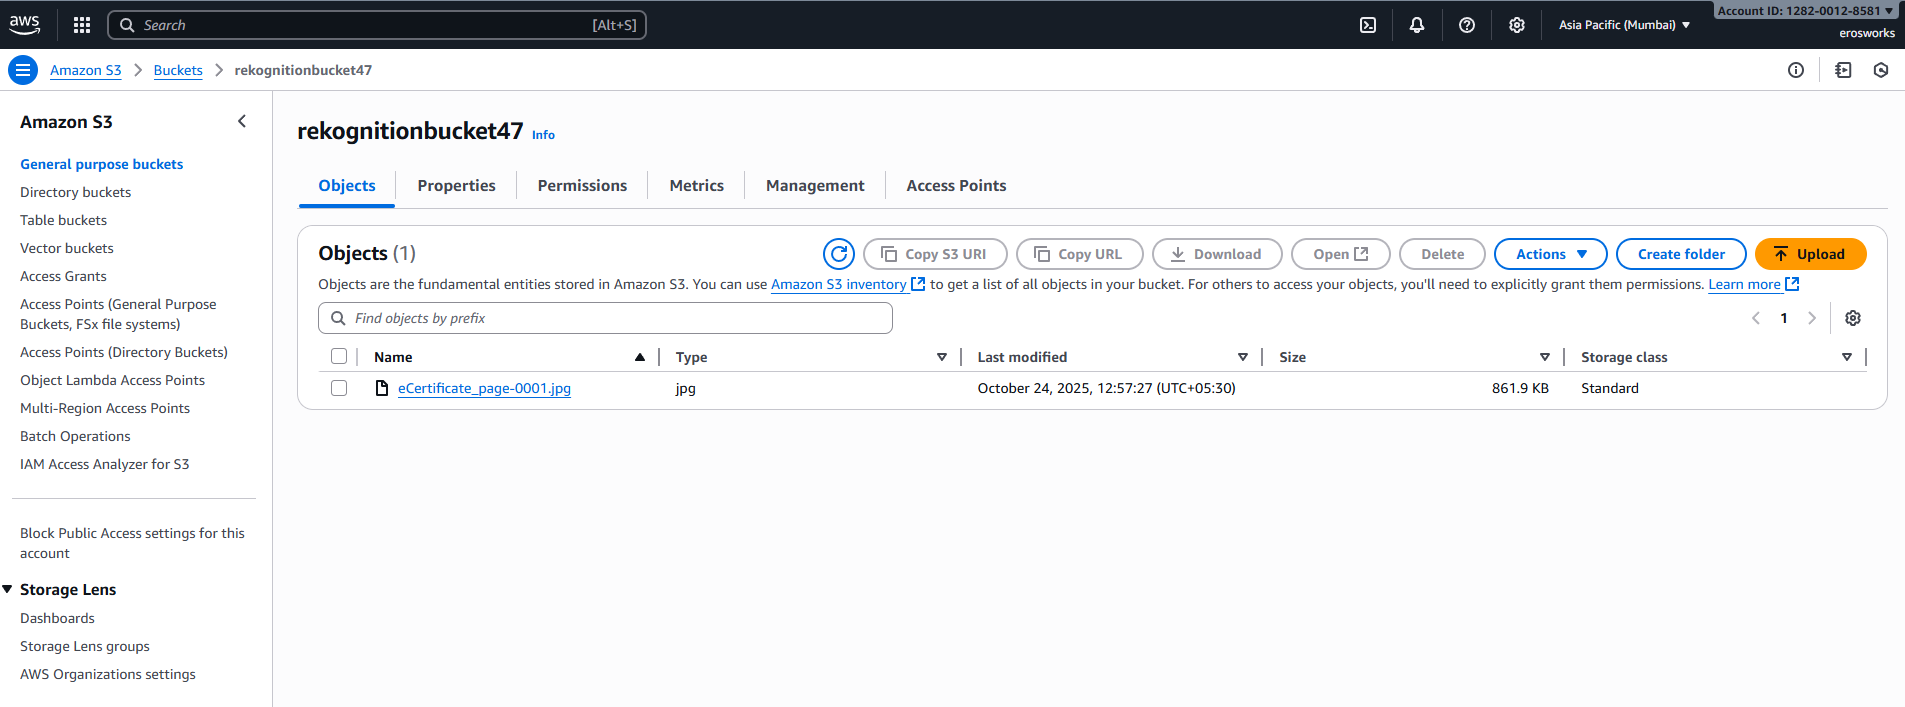 aws
Search [Alt+S]
Asia Pacific (Mumbai)
Account ID: 1282-0012-8581
erosworks
Amazon S3
Buckets
rekognitionbucket47
Amazon S3
General purpose buckets
Directory buckets
Table buckets
Vector buckets
Access Grants
Access Points (General Purpose
Buckets, FSx file systems)
Access Points (Directory Buckets)
Object Lambda Access Points
Multi-Region Access Points
Batch Operations
IAM Access Analyzer for S3
Block Public Access settings for this
account
Storage Lens
Dashboards
Storage Lens groups
AWS Organizations settings
rekognitionbucket47 Info
Objects Properties Permissions Metrics Management Access Points
Objects (1)
Copy S3 URI Copy URL Download Open Delete Actions Create folder Upload
Objects are the fundamental entities stored in Amazon S3. You can use Amazon S3 inventory to get a list of all objects in your bucket. For others to access your objects, you'll need to explicitly grant them permissions. Learn more
Find objects by prefix
1
Name Type Last modified Size Storage class
eCertificate_page-0001.jpg jpg October 24, 2025, 12:57:27 (UTC+05:30) 861.9 KB Standard